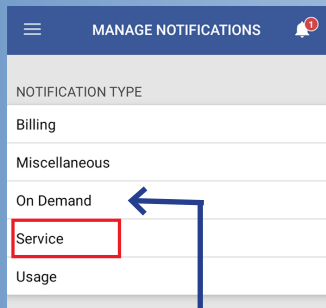 MANAGE NOTIFICATIONS
1
NOTIFICATION TYPE
Billing
Miscellaneous
On Demand
Service
Usage